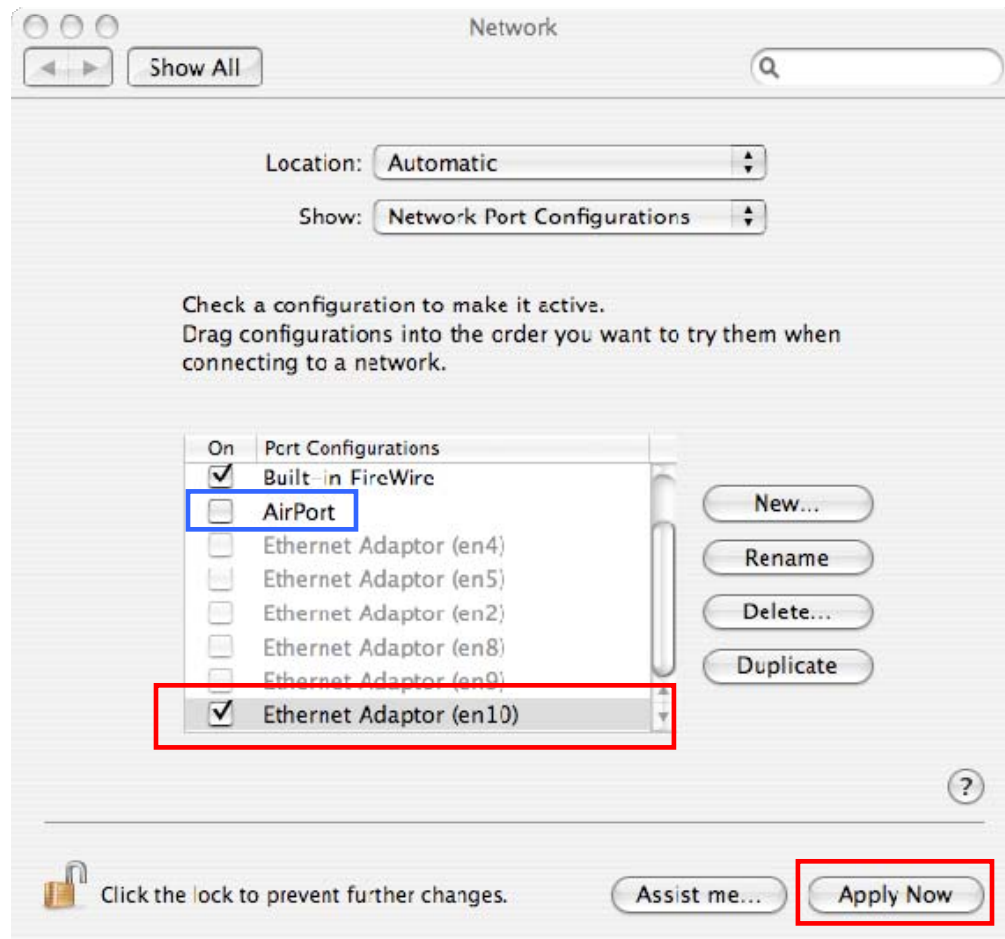 Network
Show All
Location: Automatic
Show: Network Port Configurations
Check a configuration to make it active.
Drag configurations into the order you want to try them when
connecting to a network.
On Port Configurations
Built-in FireWire
AirPort
Ethernet Adaptor (en4)
Ethernet Adaptor (en5)
Ethernet Adaptor (en2)
Ethernet Adaptor (en8)
Ethernet Adaptor (en9)
Ethernet Adaptor (en10)
New...
Rename
Delete...
Duplicate
?
Click the lock to prevent further changes.
Assist me...
Apply Now